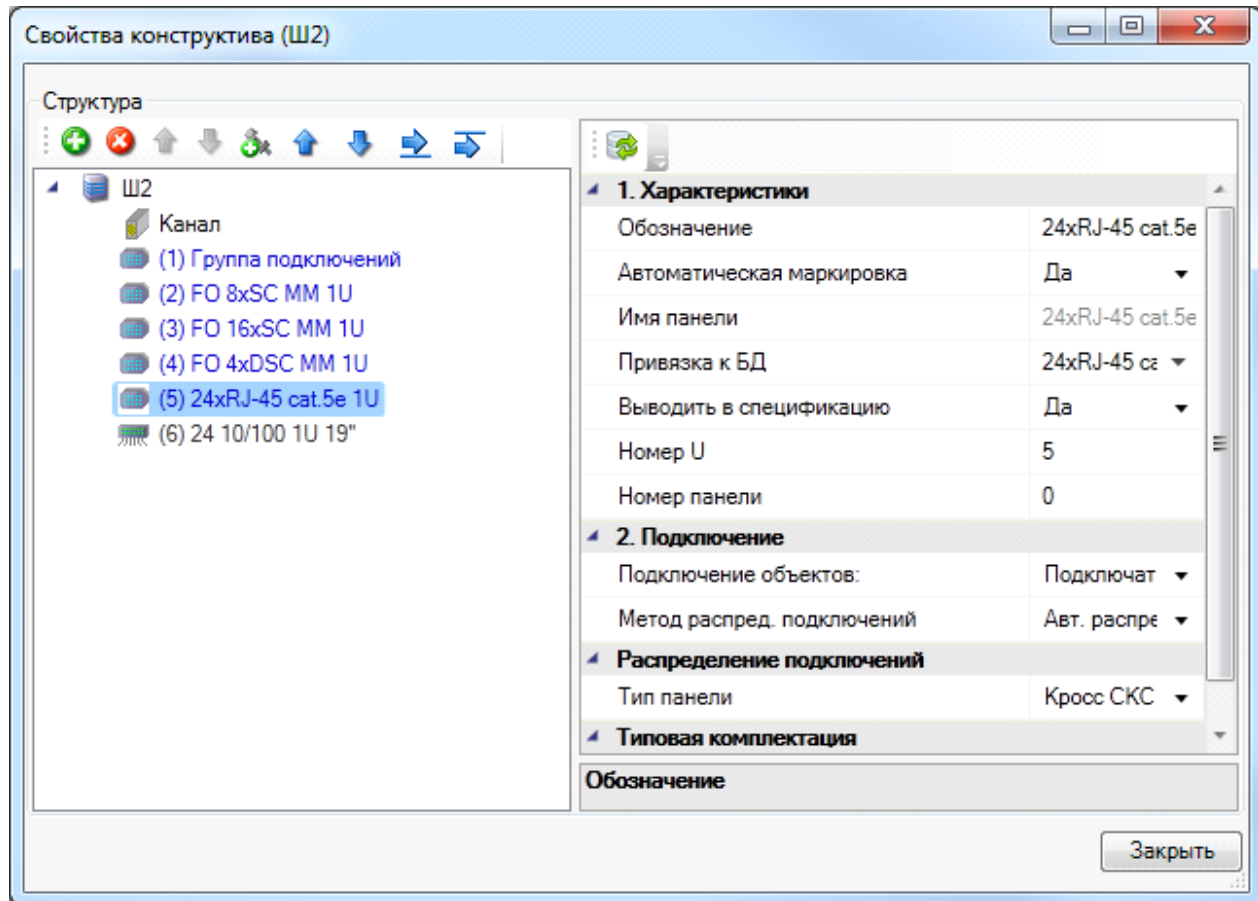 Свойства конструктива (Ш2)
Структура
Ш2
Канал
(1) Группа подключений
(2) FO 8xSC MM 1U
(3) FO 16xSC MM 1U
(4) FO 4xDSC MM 1U
(5) 24xRJ-45 cat.5e 1U
(6) 24 10/100 1U 19"
1. Характеристики
Обозначение 24xRJ-45 cat.5e
Автоматическая маркировка Да
Имя панели 24xRJ-45 cat.5e
Привязка к БД 24xRJ-45 ca
Выводить в спецификацию Да
Номер U 5
Номер панели 0
2. Подключение
Подключение объектов: Подключат
Метод распред. подключений Авт. распре
Распределение подключений
Тип панели Кросс СКС
Типовая комплектация
Обозначение
Закрыть